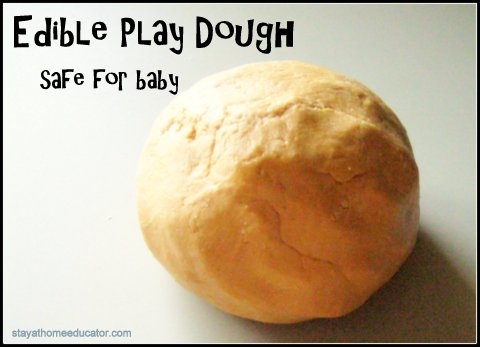 Edible Play Dough
Safe for baby
stayathomeeducator.com